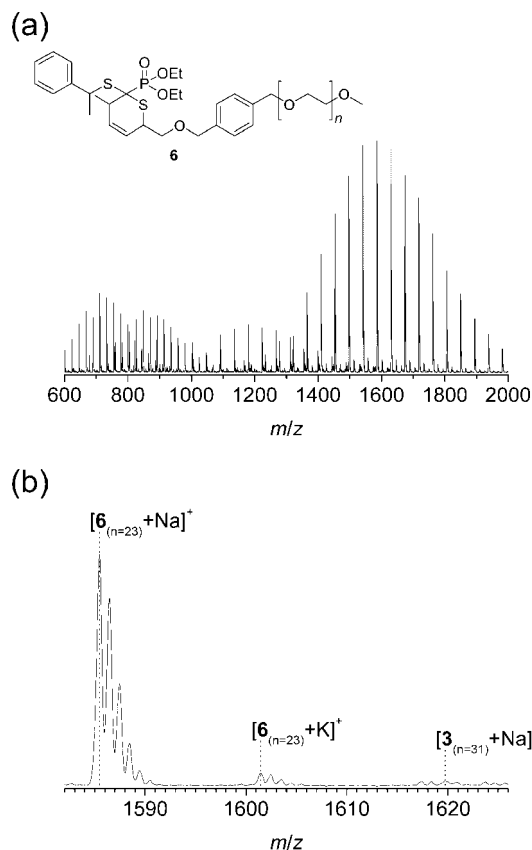 (a)
O
S P OEt
OEt
S
O O O n
6
600 800 1000 1200 1400 1600 1800 2000
m/z
(b)
[6(n=23)+Na]+
[6(n=23)+K]+
[3(n=31)+Na]
1590 1600 1610 1620
m/z